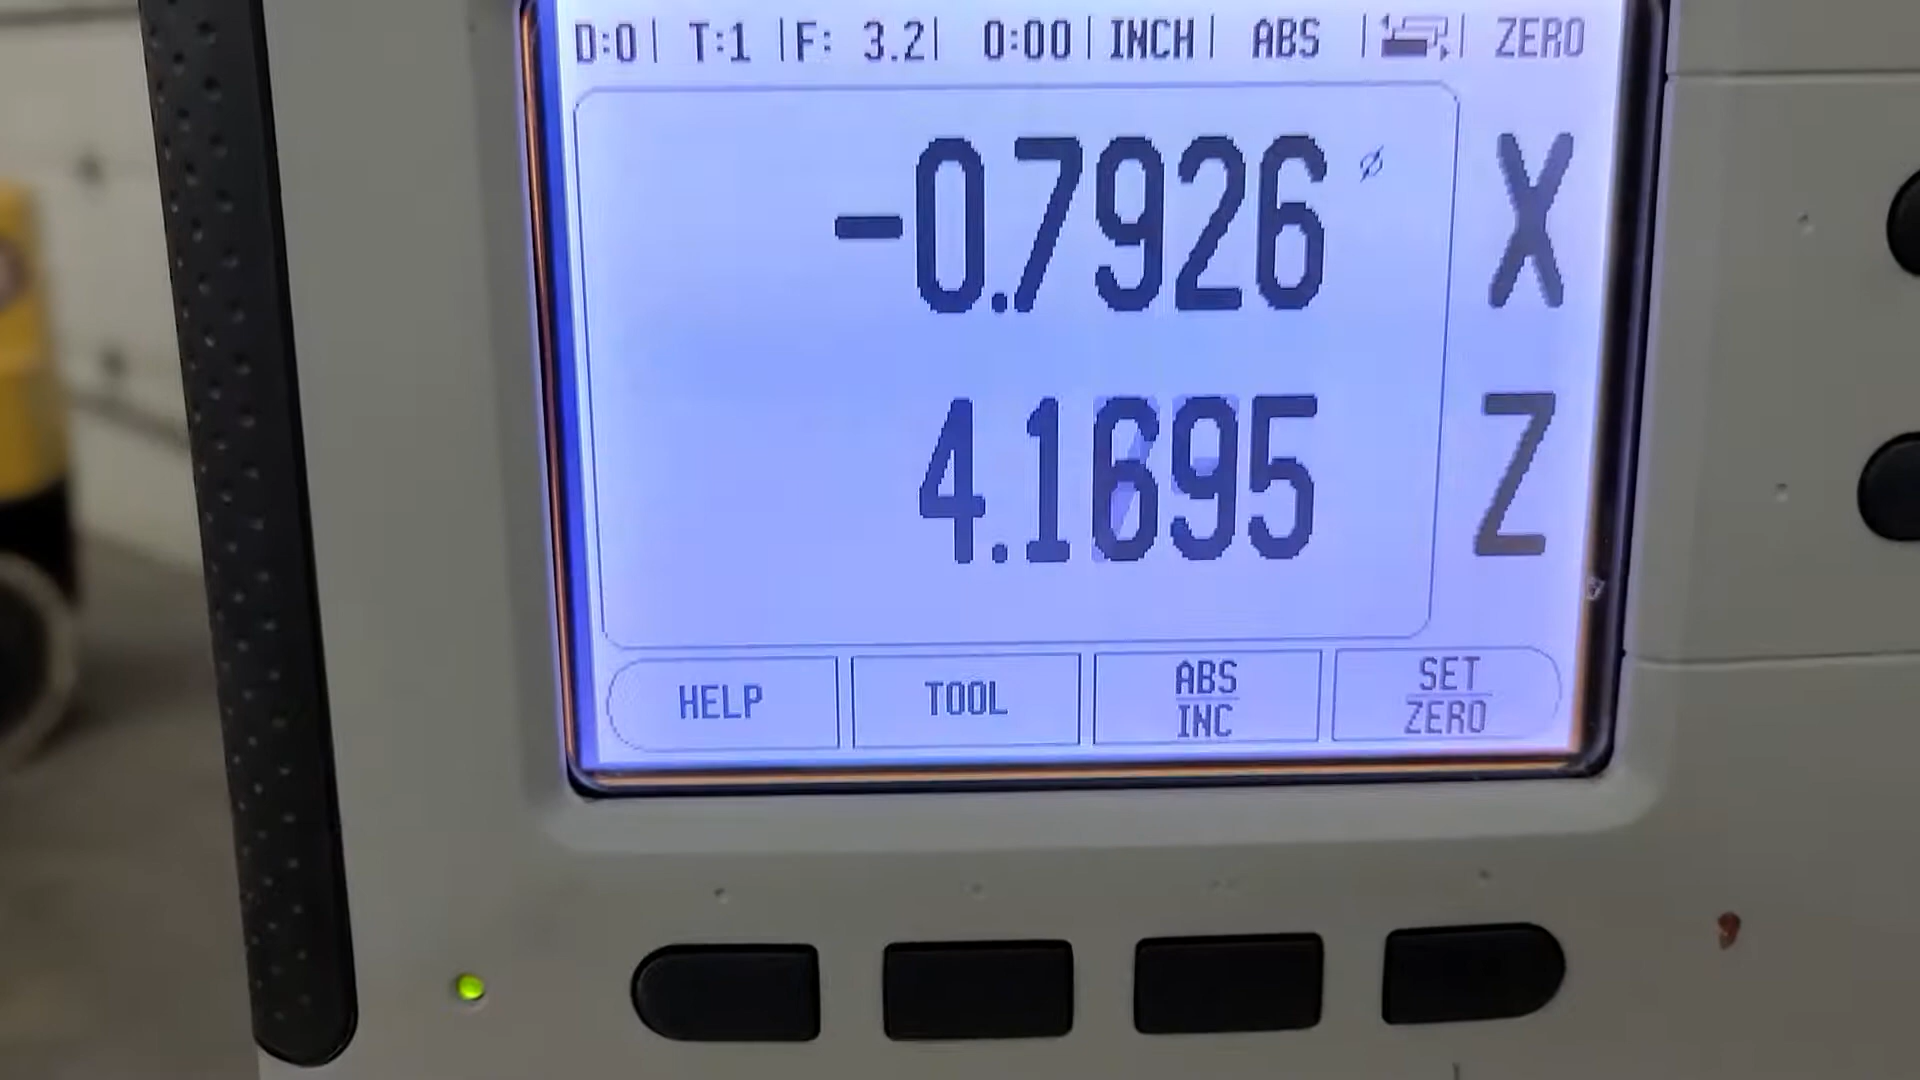 D:0 | T:1 | F: 3.2 | 0:00 | INCH | ABS | 1 | ZERO
-0.7926 Ø X
4.1695 Z
HELP
TOOL
ABS
INC
SET
ZERO